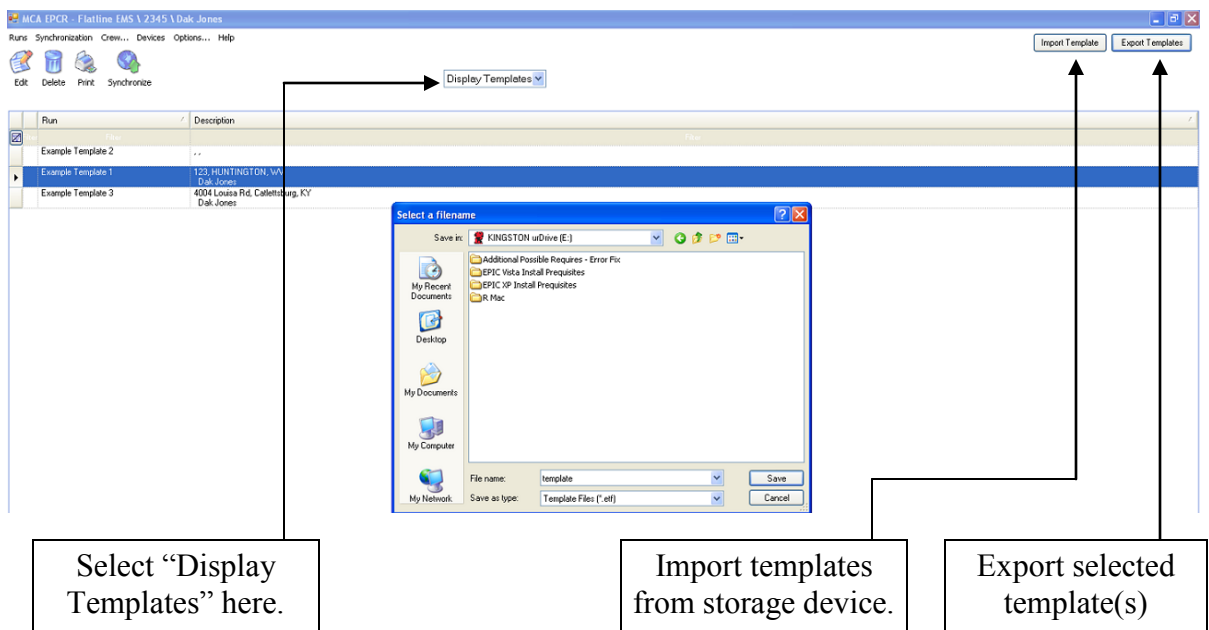 MCA EPCR - Flatline EMS \ 2345 \ Dak Jones
Runs Synchronization Crew... Devices Options... Help
Import Template Export Templates
Edit Delete Print Synchronize
Display Templates
Run Description
Filter
Example Template 2 , ,
Example Template 1 123, HUNTINGTON, WV
Dak Jones
Example Template 3 4004 Louisa Rd, Catlettsburg, KY
Dak Jones
Select a filename
Save in: KINGSTON urDrive (E:)
Additional Possible Requires - Error Fix
EPIC Vista Install Prequisites
EPIC XP Install Prequisites
R Mac
My Recent
Documents
Desktop
My Documents
My Computer
My Network
File name: template Save
Save as type: Template Files (*.etf) Cancel
Select “Display
Templates” here.
Import templates
from storage device.
Export selected
template(s)